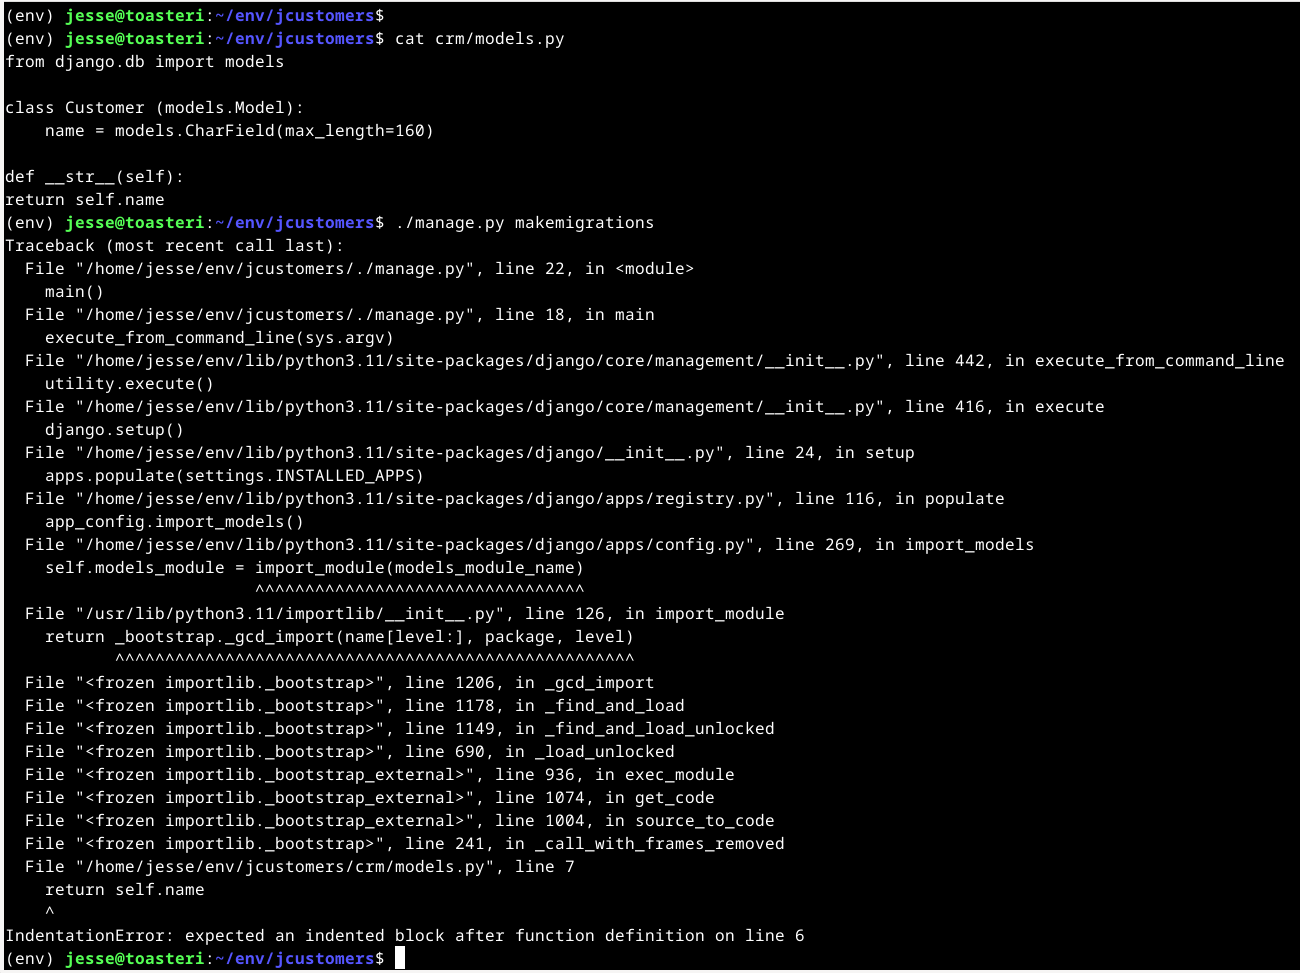 (env) jesse@toasteri:~/env/jcustomers$
(env) jesse@toasteri:~/env/jcustomers$ cat crm/models.py
from django.db import models

class Customer (models.Model):
    name = models.CharField(max_length=160)

def __str__(self):
return self.name
(env) jesse@toasteri:~/env/jcustomers$ ./manage.py makemigrations
Traceback (most recent call last):
  File "/home/jesse/env/jcustomers/./manage.py", line 22, in <module>
    main()
  File "/home/jesse/env/jcustomers/./manage.py", line 18, in main
    execute_from_command_line(sys.argv)
  File "/home/jesse/env/lib/python3.11/site-packages/django/core/management/__init__.py", line 442, in execute_from_command_line
    utility.execute()
  File "/home/jesse/env/lib/python3.11/site-packages/django/core/management/__init__.py", line 416, in execute
    django.setup()
  File "/home/jesse/env/lib/python3.11/site-packages/django/__init__.py", line 24, in setup
    apps.populate(settings.INSTALLED_APPS)
  File "/home/jesse/env/lib/python3.11/site-packages/django/apps/registry.py", line 116, in populate
    app_config.import_models()
  File "/home/jesse/env/lib/python3.11/site-packages/django/apps/config.py", line 269, in import_models
    self.models_module = import_module(models_module_name)
                         ^^^^^^^^^^^^^^^^^^^^^^^^^^^^^^^^^
  File "/usr/lib/python3.11/importlib/__init__.py", line 126, in import_module
    return _bootstrap._gcd_import(name[level:], package, level)
           ^^^^^^^^^^^^^^^^^^^^^^^^^^^^^^^^^^^^^^^^^^^^^^^^^^^^
  File "<frozen importlib._bootstrap>", line 1206, in _gcd_import
  File "<frozen importlib._bootstrap>", line 1178, in _find_and_load
  File "<frozen importlib._bootstrap>", line 1149, in _find_and_load_unlocked
  File "<frozen importlib._bootstrap>", line 690, in _load_unlocked
  File "<frozen importlib._bootstrap_external>", line 936, in exec_module
  File "<frozen importlib._bootstrap_external>", line 1074, in get_code
  File "<frozen importlib._bootstrap_external>", line 1004, in source_to_code
  File "<frozen importlib._bootstrap>", line 241, in _call_with_frames_removed
  File "/home/jesse/env/jcustomers/crm/models.py", line 7
    return self.name
    ^
IndentationError: expected an indented block after function definition on line 6
(env) jesse@toasteri:~/env/jcustomers$